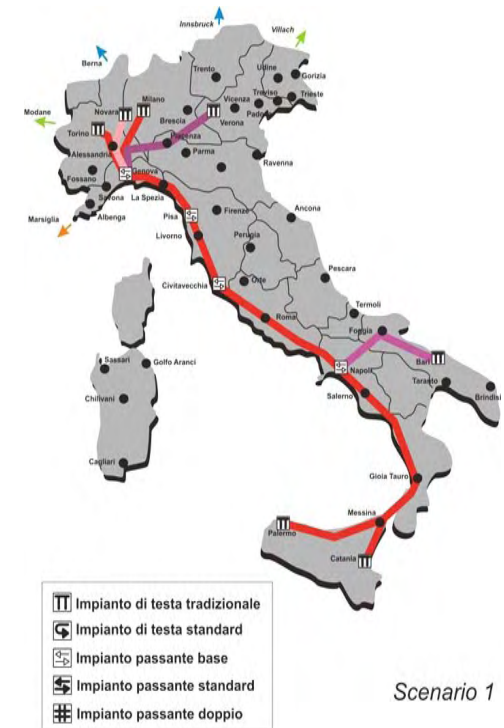 Innsbruck
Villach
Berna
Trento
Udine
Gorizia
Modane
Novara
Milano
Vicenza
Treviso
Trieste
Torino
Brescia
Verona
Pado
Piacenza
Alessandria
Parma
Genova
Ravenna
Fossano
Savona
La Spezia
Marsiglia
Albenga
Pisa
Firenze
Ancona
Livorno
Perugia
Civitavecchia
Orte
Pescara
Roma
Termoli
Foggia
Sassari
Golfo Aranci
Bari
Napoli
Taranto
Chilivani
Salerno
Brindisi
Cagliari
Gioia Tauro
Messina
Palermo
Catania
Impianto di testa tradizionale
Impianto di testa standard
Impianto passante base
Impianto passante standard
Impianto passante doppio
Scenario 1